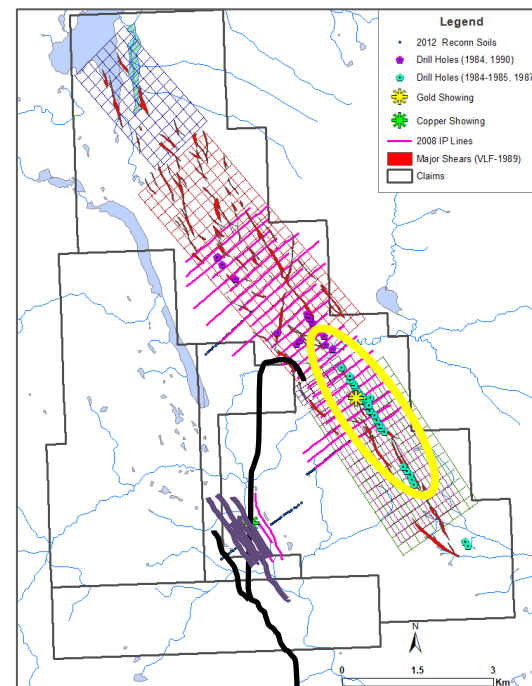 Legend
2012 Reconn Soils
Drill Holes (1984, 1990)
Drill Holes (1984-1985, 1987
Gold Showing
Copper Showing
2008 IP Lines
Major Shears (VLF-1989)
Claims
N
0 1.5 3
Km